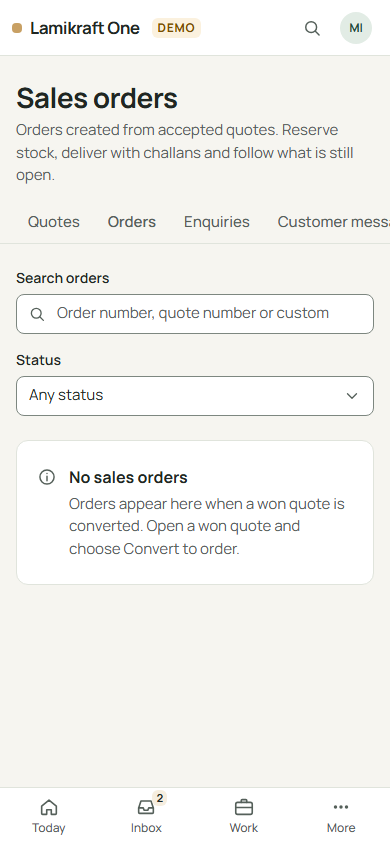 Lamikraft One DEMO MI
Sales orders
Orders created from accepted quotes. Reserve
stock, deliver with challans and follow what is still
open.
Quotes Orders Enquiries Customer messa
Search orders
Order number, quote number or custom
Status
Any status
No sales orders
Orders appear here when a won quote is
converted. Open a won quote and
choose Convert to order.
2
Today Inbox Work More